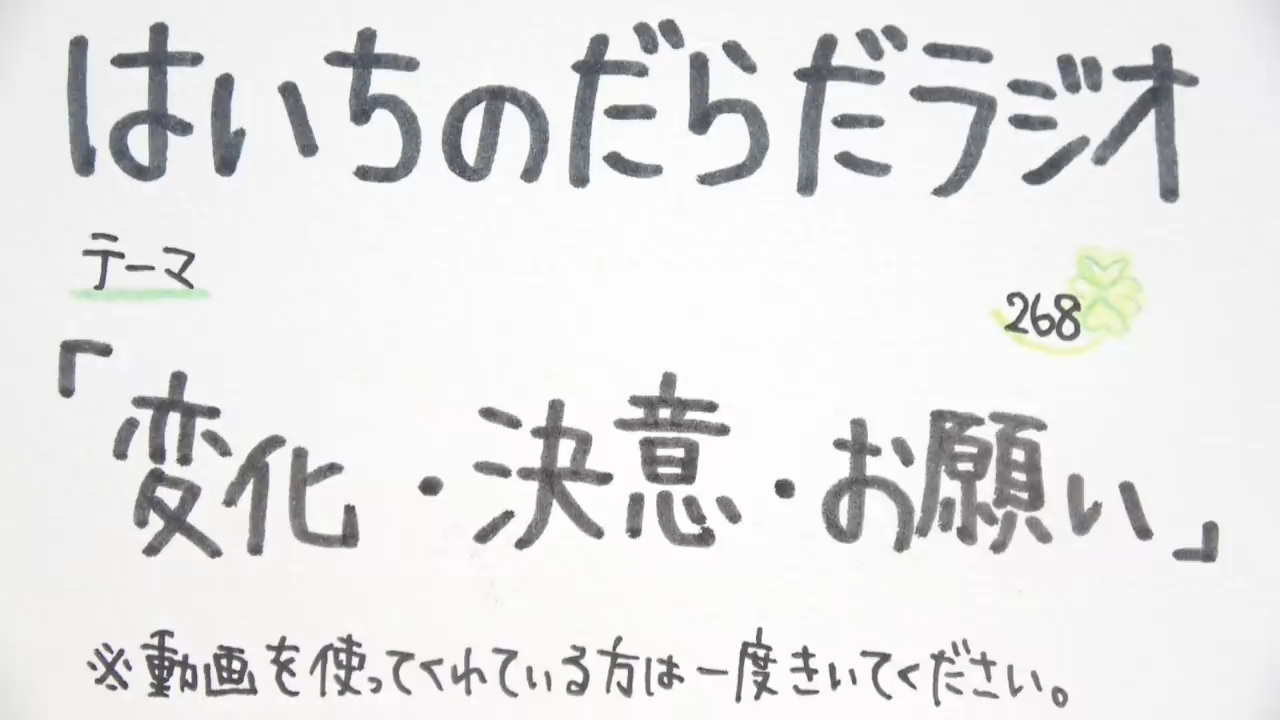 はいちのだらだラジオ
テーマ
268
「変化・決意・お願い」
※動画を使ってくれている方は一度きいてください。